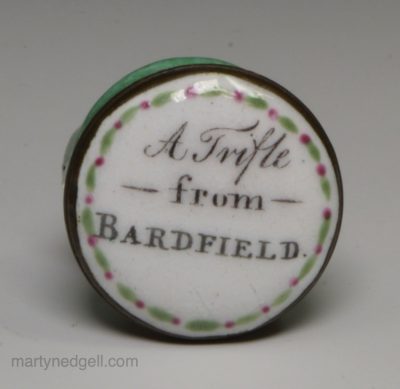 A Trifle
— from —
BARDFIELD.
martynedgell.com